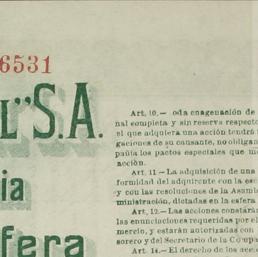 6531
L" S.A.
ia
fera
Art. 10.— oda enagenación de
nal completa y sin reserva respecto
el que adquiera una acción tendrá
gaciones de su causante, no obligan
pañía los pactos especiales que
acción.
Art. 11—La adquisición de una
formidad del adquirente con la es
y con las resoluciones de la Asamb
ministración, dictadas en la esfera
Art. 12.—Las acciones constarán
las enunciaciones requeridas por el
mercio, y estarán autorizadas con
sorero y del Secretario de la Compa
Art. 14.—El derecho de los accio